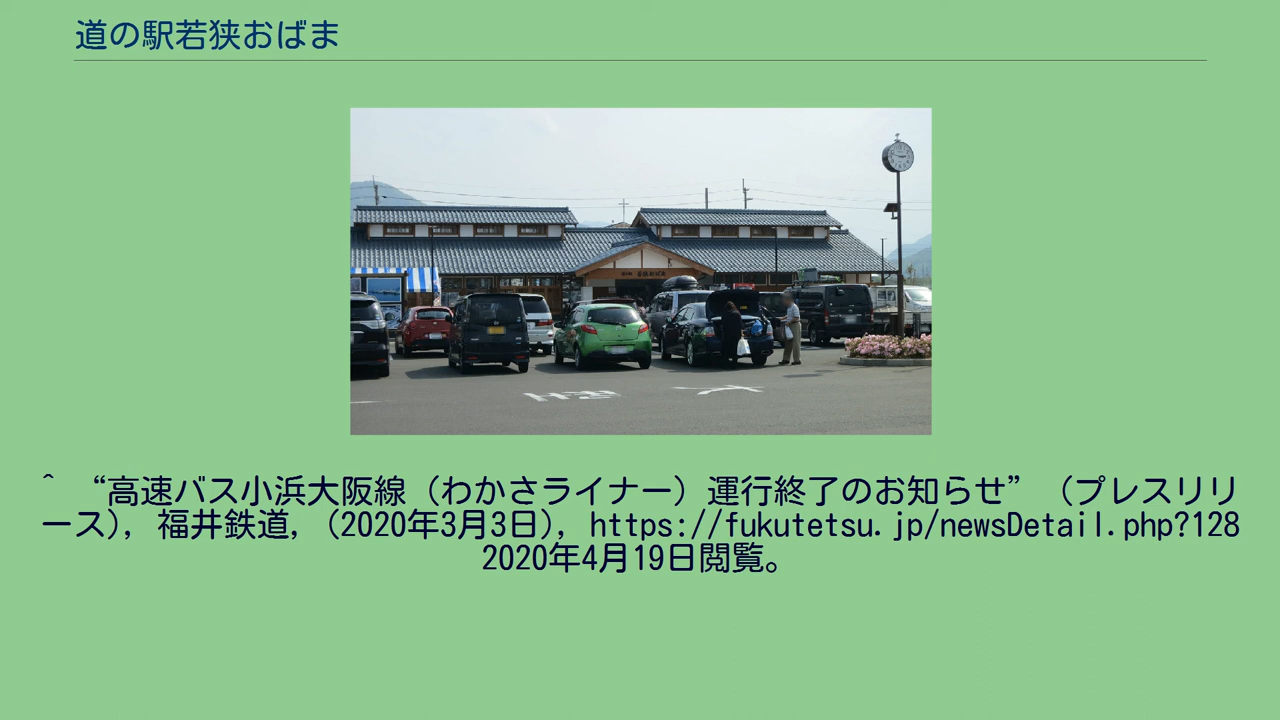 道の駅若狭おばま
^ “高速バス小浜大阪線（わかさライナー）運行終了のお知らせ” （プレスリリ
ース), 福井鉄道, (2020年3月3日), https://fukutetsu.jp/newsDetail.php?128
2020年4月19日閲覧。